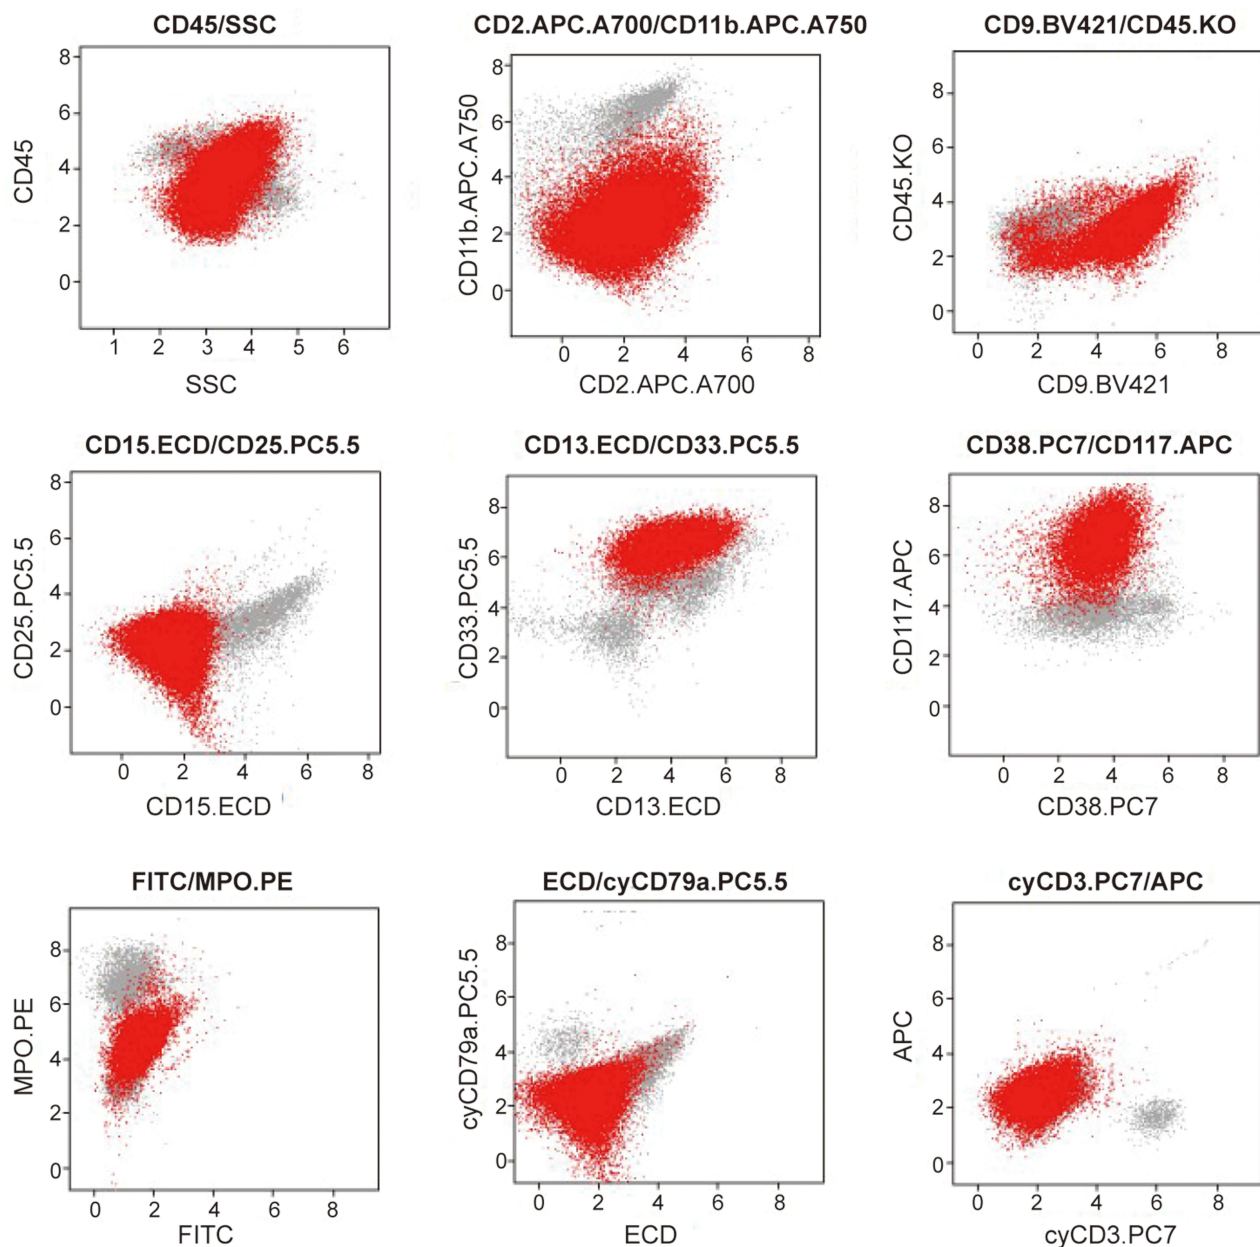 CD45/SSC
CD45
8
6
4
2
0
1 2 3 4 5 6
SSC
CD2.APC.A700/CD11b.APC.A750
CD11b.APC.A750
8
6
4
2
0
0 2 4 6 8
CD2.APC.A700
CD9.BV421/CD45.KO
CD45.KO
8
6
4
2
0
0 2 4 6 8
CD9.BV421
CD15.ECD/CD25.PC5.5
CD25.PC5.5
8
6
4
2
0
0 2 4 6 8
CD15.ECD
CD13.ECD/CD33.PC5.5
CD33.PC5.5
8
6
4
2
0
0 2 4 6 8
CD13.ECD
CD38.PC7/CD117.APC
CD117.APC
8
6
4
2
0
0 2 4 6 8
CD38.PC7
FITC/MPO.PE
MPO.PE
8
6
4
2
0
0 2 4 6 8
FITC
ECD/cyCD79a.PC5.5
cyCD79a.PC5.5
8
6
4
2
0
0 2 4 6 8
ECD
cyCD3.PC7/APC
APC
8
6
4
2
0
0 2 4 6 8
cyCD3.PC7